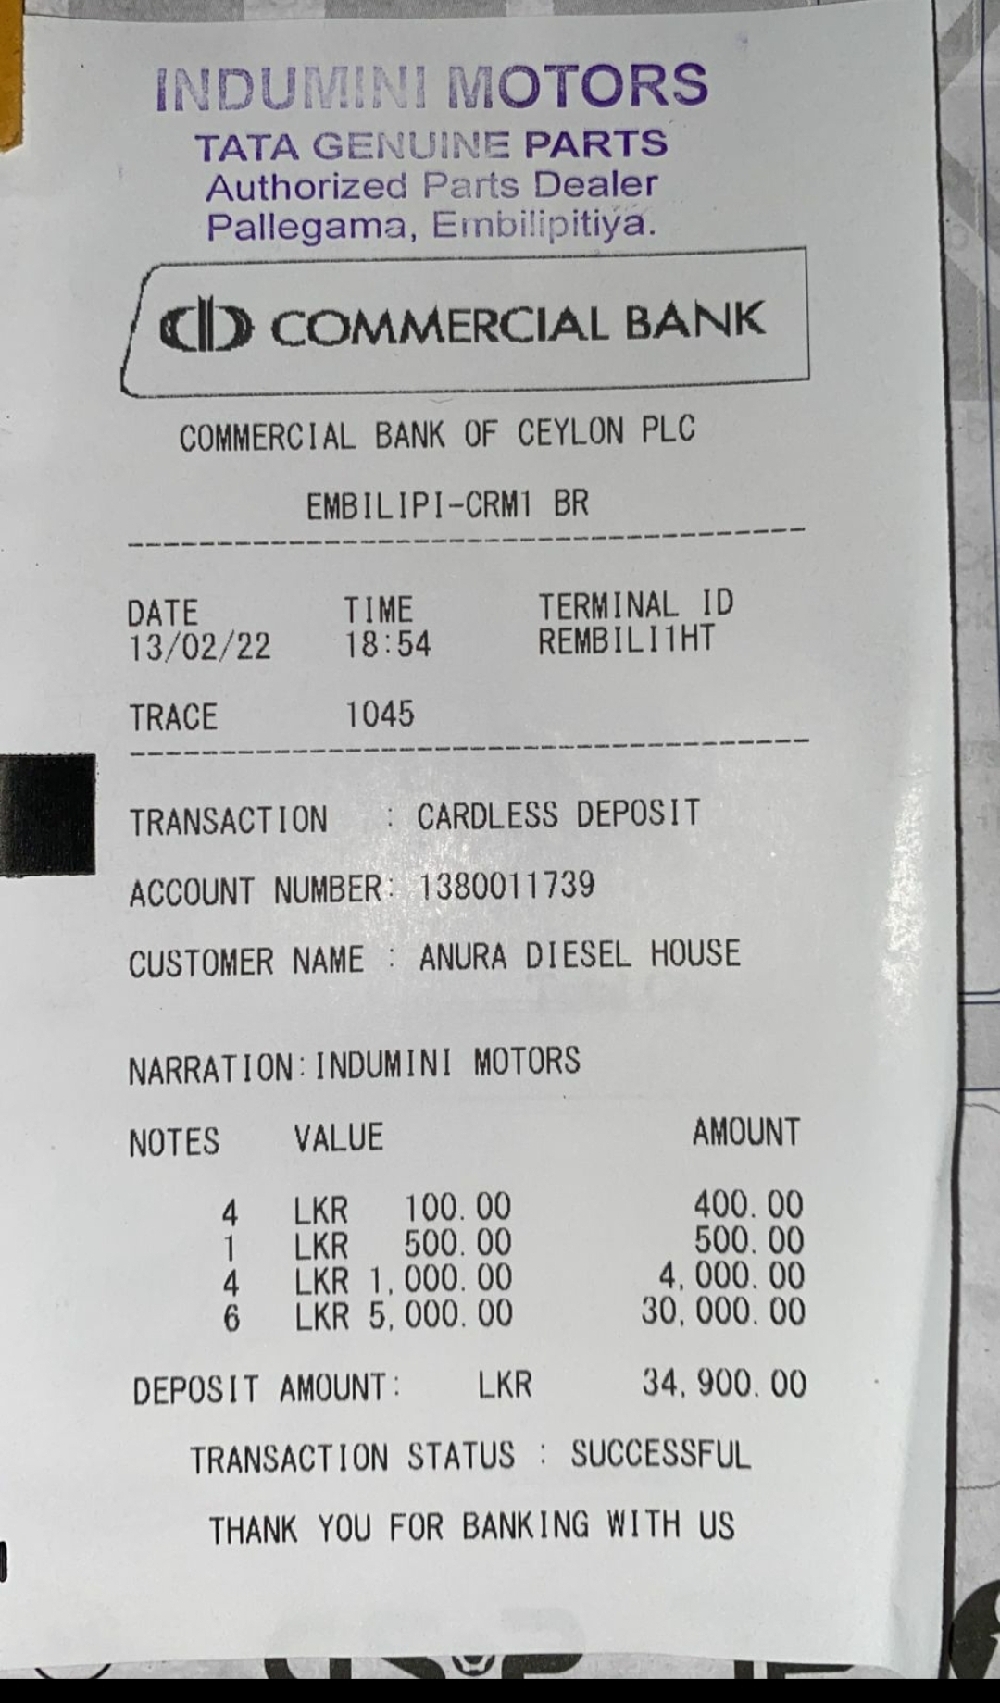 INDUMINI MOTORS
TATA GENUINE PARTS
Authorized Parts Dealer
Pallegama, Embilipitiya.
COMMERCIAL BANK
COMMERCIAL BANK OF CEYLON PLC
EMBILIPI-CRM1 BR
DATE TIME TERMINAL ID
13/02/22 18:54 REMBILI1HT
TRACE 1045
TRANSACTION : CARDLESS DEPOSIT
ACCOUNT NUMBER: 1380011739
CUSTOMER NAME : ANURA DIESEL HOUSE
NARRATION:INDUMINI MOTORS
NOTES VALUE AMOUNT
4 LKR 100.00 400.00
1 LKR 500.00 500.00
4 LKR 1,000.00 4,000.00
6 LKR 5,000.00 30,000.00
DEPOSIT AMOUNT: LKR 34,900.00
TRANSACTION STATUS : SUCCESSFUL
THANK YOU FOR BANKING WITH US